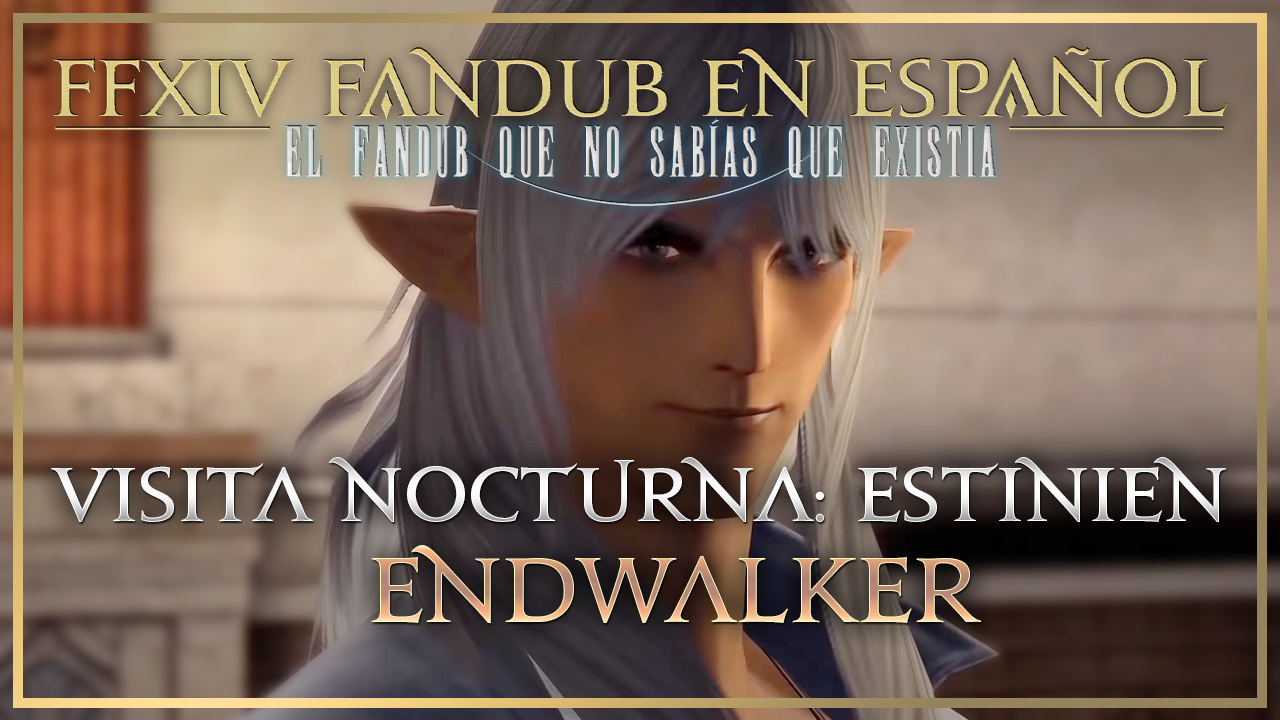 FFXIV FANDUB EN ESPAÑOL
EL FANDUB QUE NO SABÍAS QUE EXISTIA
VISITA NOCTURNA: ESTINIEN
ENDWALKER